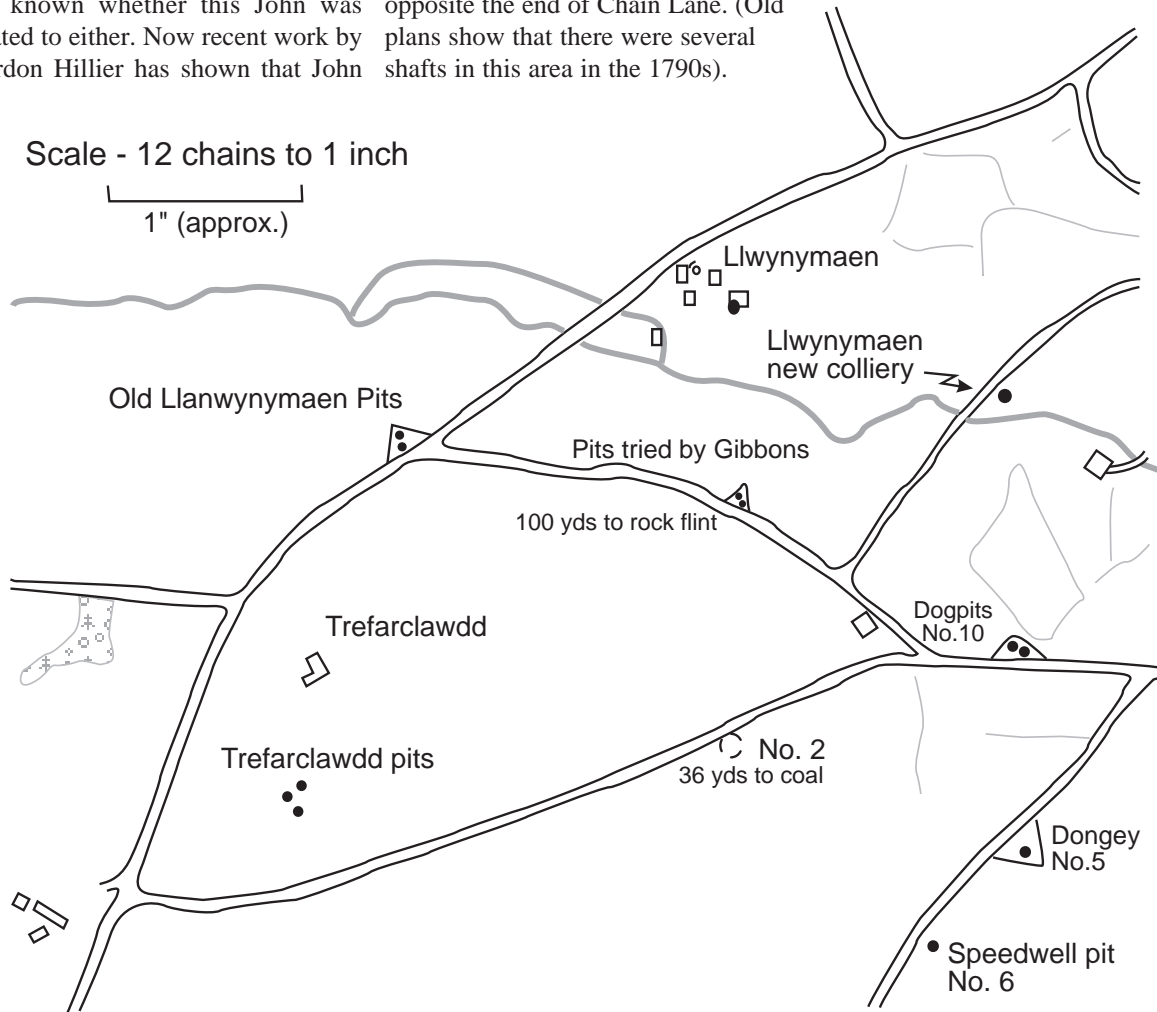 known whether this John was
ated to either. Now recent work by
rdon Hillier has shown that John
opposite the end of Chain Lane. (Old
plans show that there were several
shafts in this area in the 1790s).
Scale - 12 chains to 1 inch
1" (approx.)
Llwynymaen
Llwynymaen
new colliery
Old Llanwynymaen Pits
Pits tried by Gibbons
100 yds to rock flint
Dogpits
No.10
Trefarclawdd
Trefarclawdd pits
No. 2
36 yds to coal
Dongey
No.5
Speedwell pit
No. 6